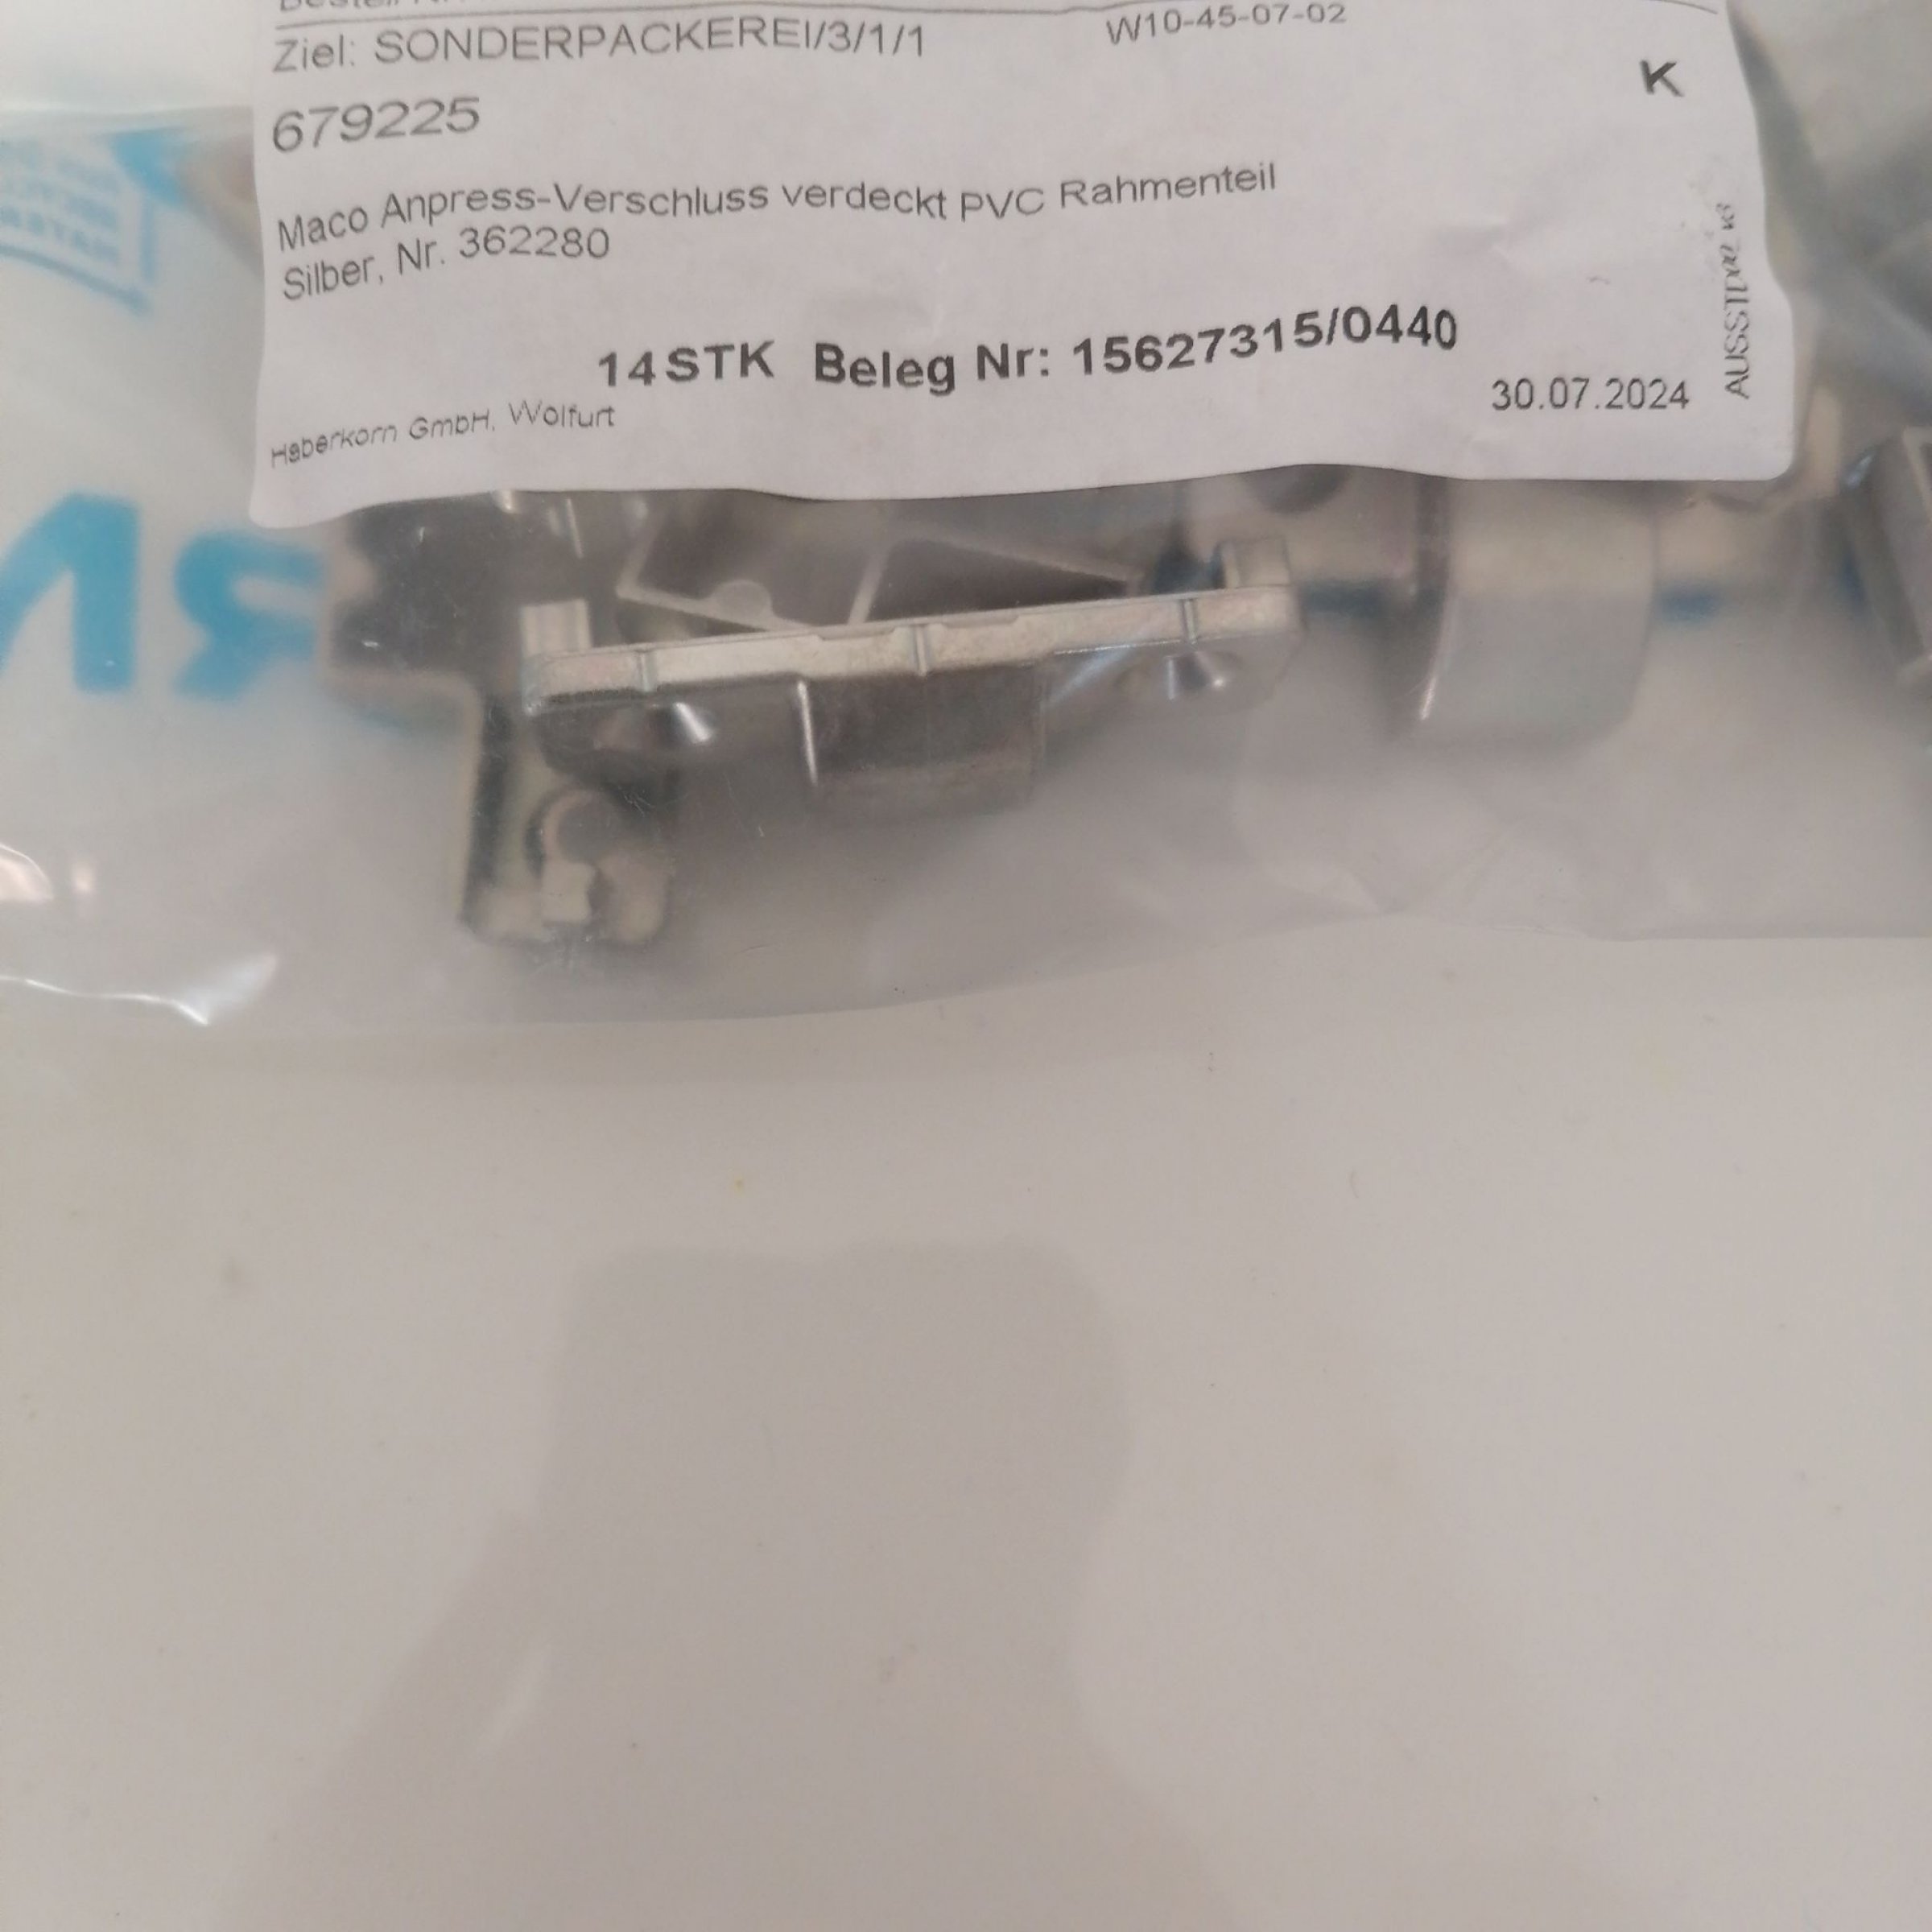 Ziel: SONDERPACKEREI/3/1/1 W10-45-07-02
K
679225
Maco Anpress-Verschluss verdeckt PVC Rahmenteil
Silber, Nr. 362280
14STK Beleg Nr: 15627315/0440
Haberkorn GmbH, Wolfurt
30.07.2024